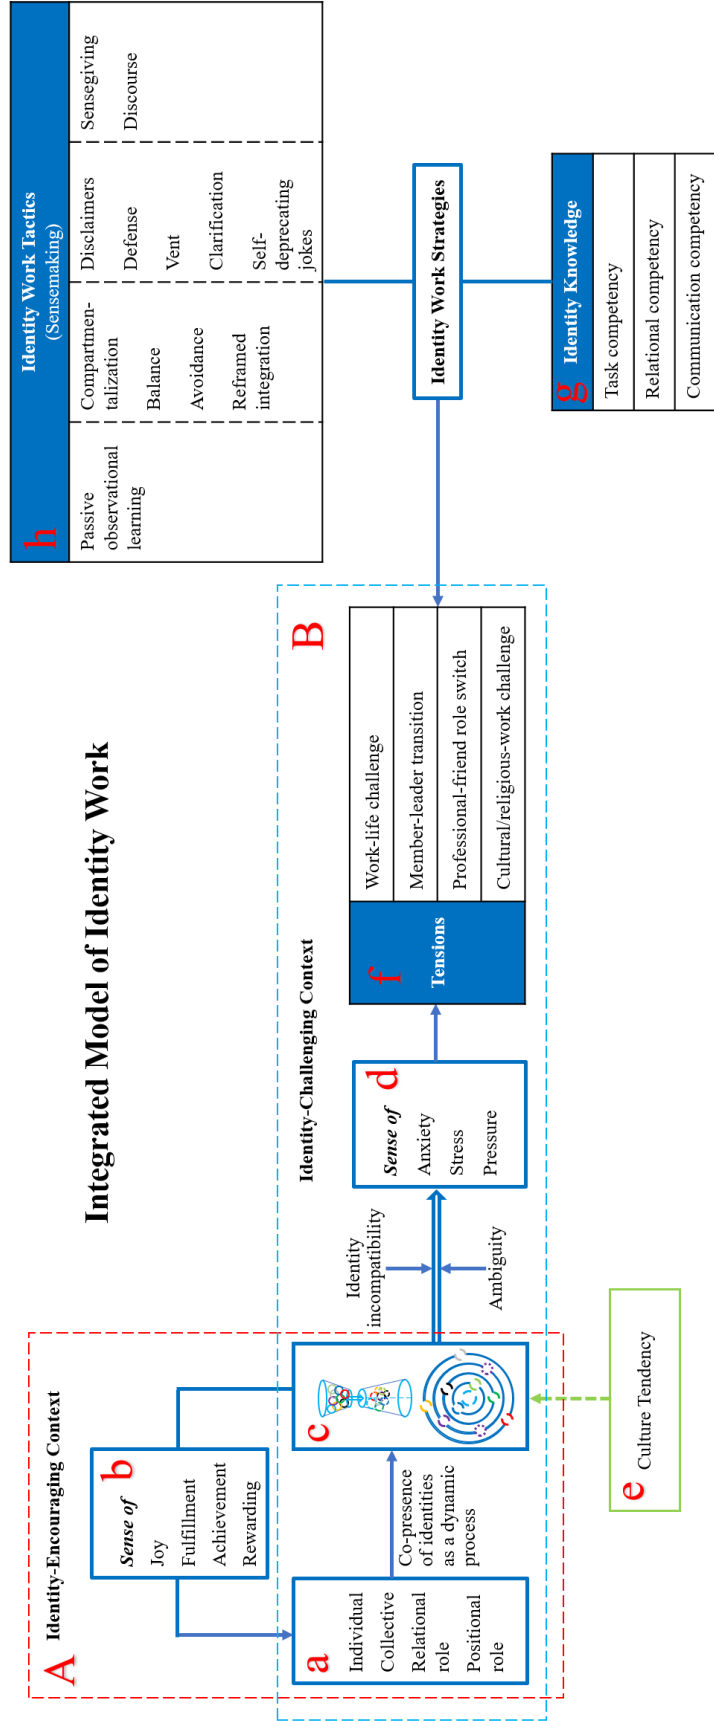 Integrated Model of Identity Work
A
Identity-Encouraging Context
b
Sense of
Joy
Fulfillment
Achievement
Rewarding
a
Individual
Collective
Relational
role
Positional
role
Co-presence
of identities
as a dynamic
process
c
e
Culture Tendency
B
Identity-Challenging Context
Identity
incompatibility
Ambiguity
d
Sense of
Anxiety
Stress
Pressure
f
Tensions
Work-life challenge
Member-leader transition
Professional-friend role switch
Cultural/religious-work challenge
h
Identity Work Tactics
(Sensemaking)
Passive
observational
learning
Compartmen-
talization
Balance
Avoidance
Reframed
integration
Disclaimers
Defense
Vent
Clarification
Self-
deprecating
jokes
Sensegiving
Discourse
Identity Work Strategies
g
Identity Knowledge
Task competency
Relational competency
Communication competency